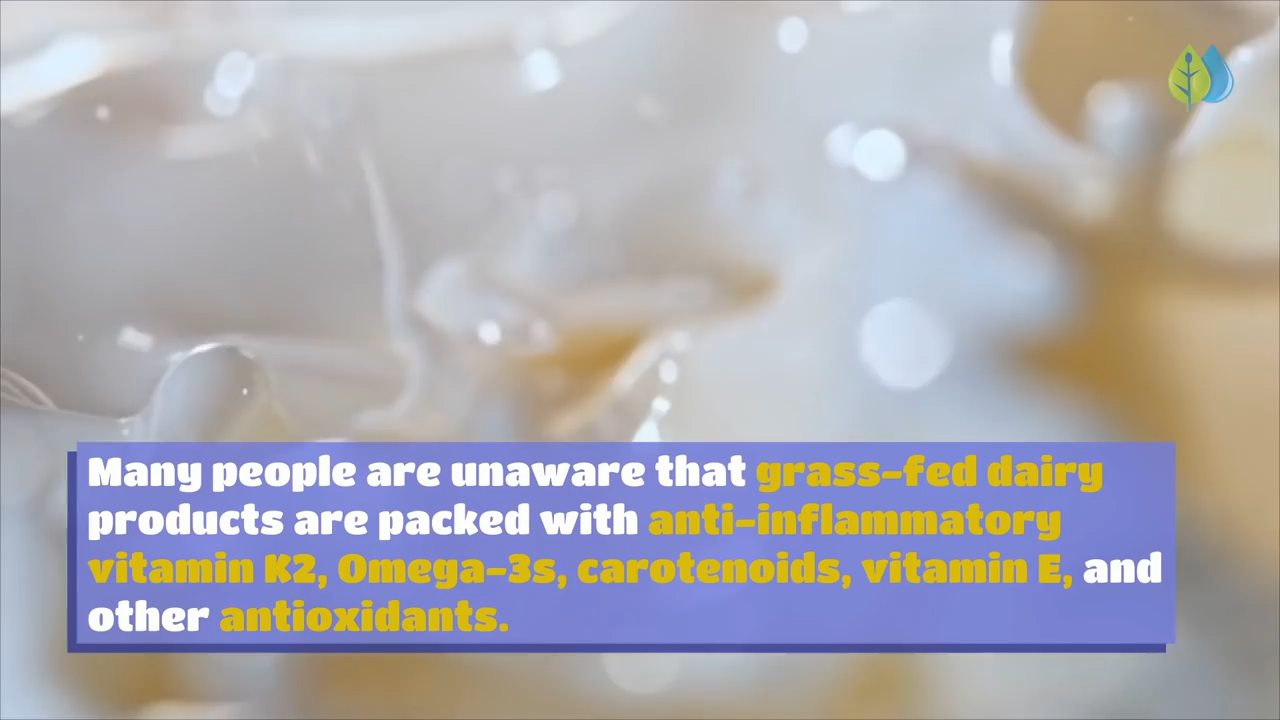 Many people are unaware that grass-fed dairy
products are packed with anti-inflammatory
vitamin K2, Omega-3s, carotenoids, vitamin E, and
other antioxidants.